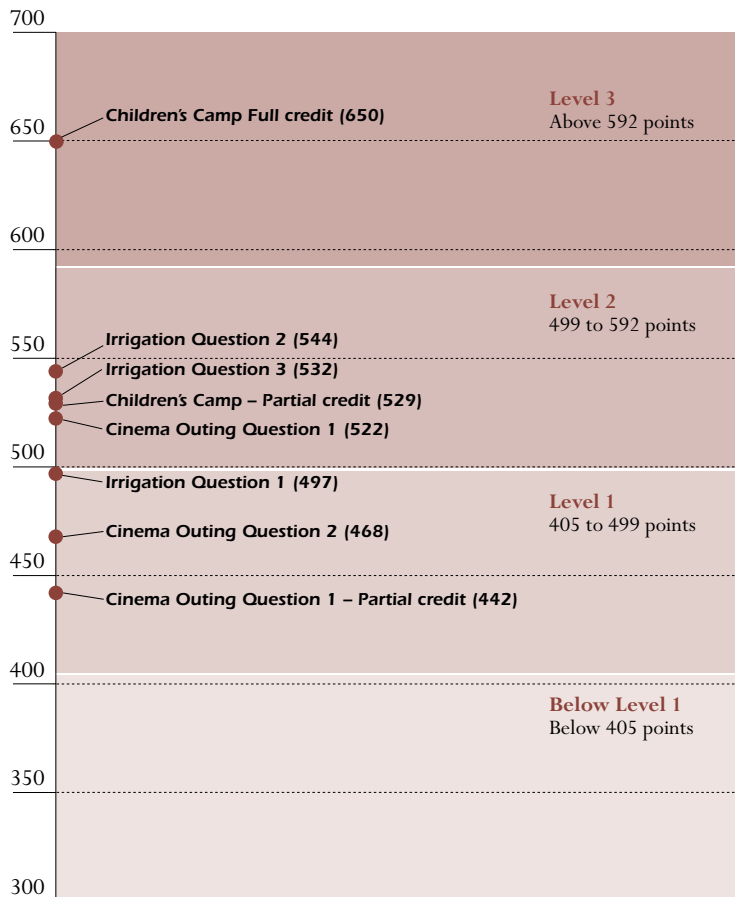 700
Level 3
Children's Camp Full credit (650)
Above 592 points
650
600
Level 2
499 to 592 points
Irrigation Question 2 (544)
550
Irrigation Question 3 (532)
Children's Camp – Partial credit (529)
Cinema Outing Question 1 (522)
500
Irrigation Question 1 (497)
Level 1
405 to 499 points
Cinema Outing Question 2 (468)
450
Cinema Outing Question 1 – Partial credit (442)
400
Below Level 1
Below 405 points
350
300